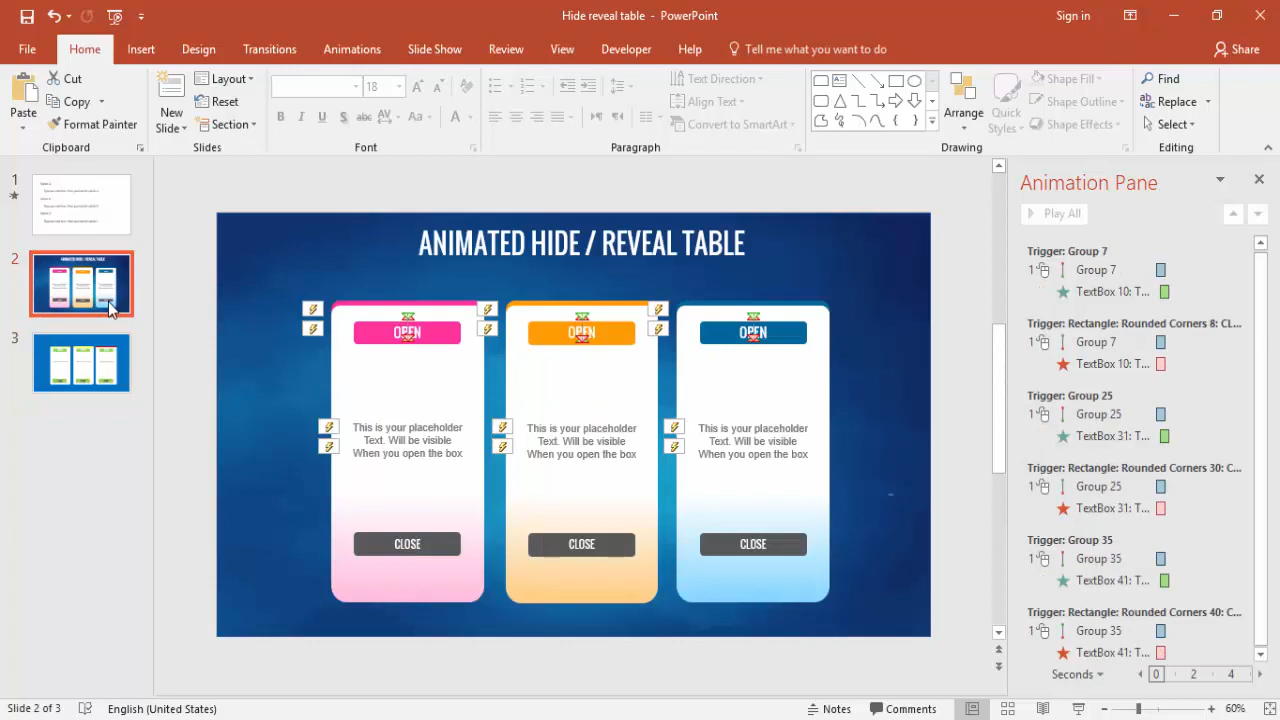 Hide reveal table - PowerPoint
Sign in
File
Home
Insert
Design
Transitions
Animations
Slide Show
Review
View
Developer
Help
Tell me what you want to do
Share
Paste
Cut
Copy
Format Painter
Clipboard
New
Slide
Layout
Reset
Section
Slides
18
Font
Text Direction
Align Text
Convert to SmartArt
Paragraph
Arrange
Quick
Styles
Shape Fill
Shape Outline
Shape Effects
Drawing
Find
Replace
Select
Editing
1
2
3
ANIMATED HIDE / REVEAL TABLE
OPEN
This is your placeholder
Text. Will be visible
When you open the box
CLOSE
OPEN
This is your placeholder
Text. Will be visible
When you open the box
CLOSE
OPEN
This is your placeholder
Text. Will be visible
When you open the box
CLOSE
Animation Pane
Play All
Trigger: Group 7
1 Group 7
TextBox 10: T...
Trigger: Rectangle: Rounded Corners 8: CL...
1 Group 7
TextBox 10: T...
Trigger: Group 25
1 Group 25
TextBox 31: T...
Trigger: Rectangle: Rounded Corners 30: C...
1 Group 25
TextBox 31: T...
Trigger: Group 35
1 Group 35
TextBox 41: T...
Trigger: Rectangle: Rounded Corners 40: C...
1 Group 35
TextBox 41: T...
Seconds 0 2 4
Slide 2 of 3
English (United States)
Notes
Comments
60%